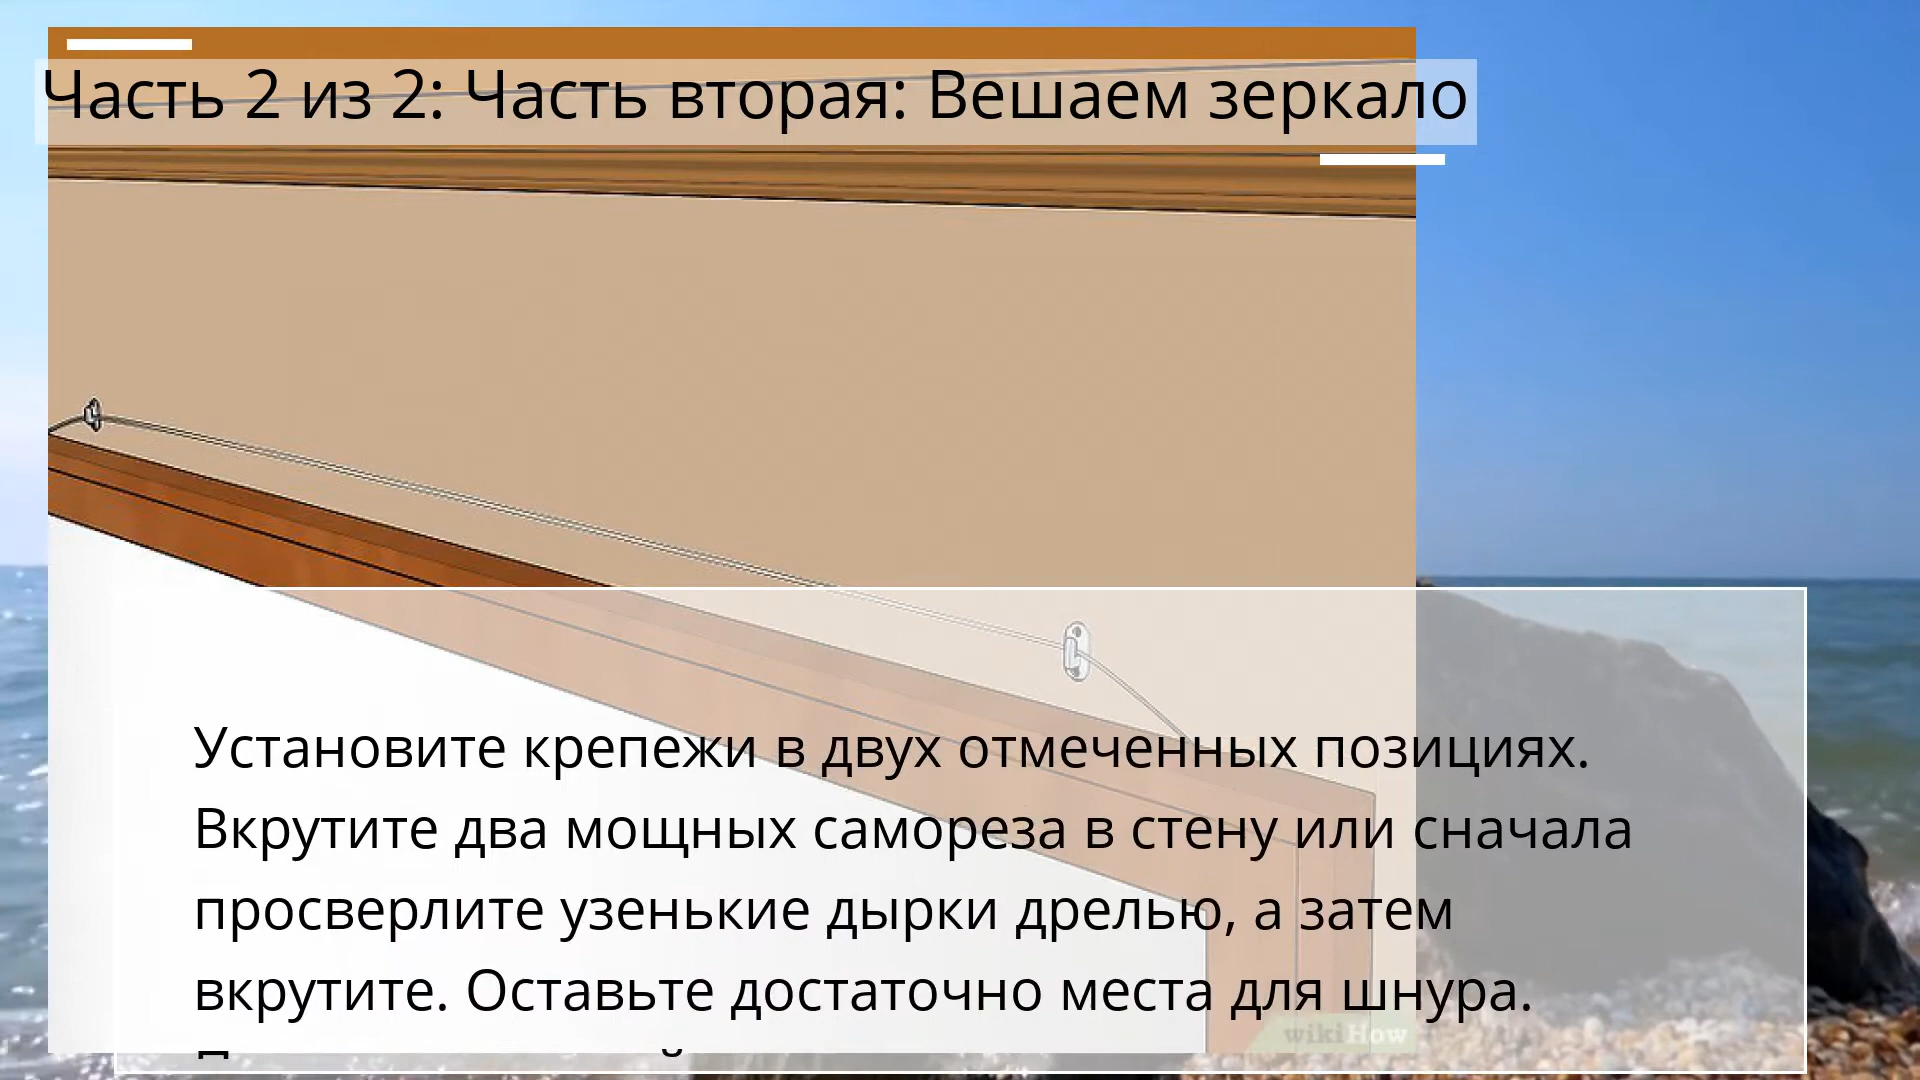 Часть 2 из 2: Часть вторая: Вешаем зеркало
Установите крепежи в двух отмеченных позициях.
Вкрутите два мощных самореза в стену или сначала
просверлите узенькие дырки дрелью, а затем
вкрутите. Оставьте достаточно места для шнура.
wikiHow